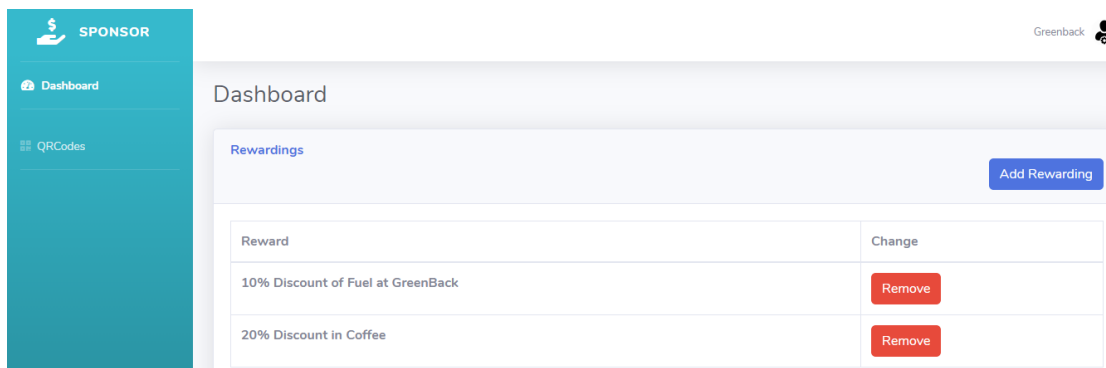 SPONSOR
Greenback
Dashboard
Dashboard
QRCodes
Rewardings
Add Rewarding
Reward Change
10% Discount of Fuel at GreenBack Remove
20% Discount in Coffee Remove